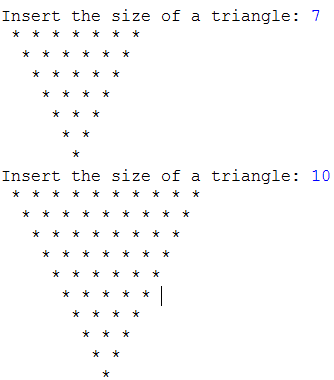 Insert the size of a triangle: 7
 * * * * * * *
  * * * * * *
   * * * * *
    * * * *
     * * *
      * *
       *
Insert the size of a triangle: 10
 * * * * * * * * * *
  * * * * * * * * *
   * * * * * * * *
    * * * * * * *
     * * * * * *
      * * * * *
       * * * *
        * * *
         * *
          *